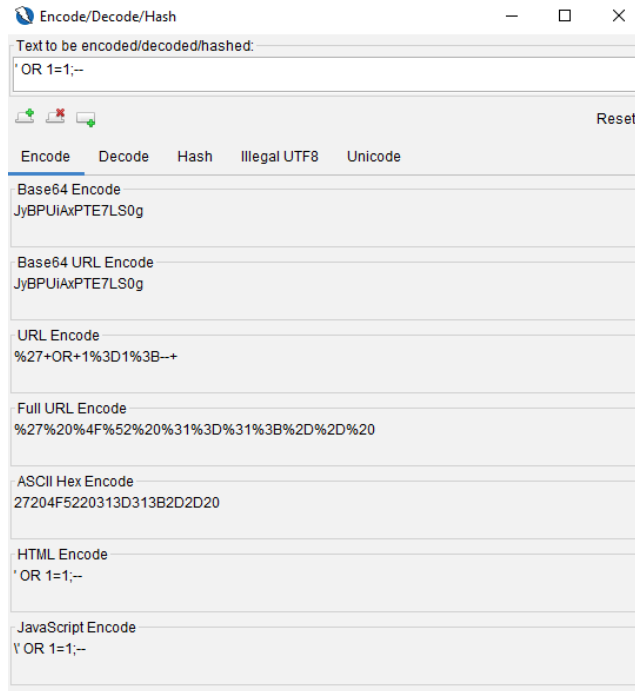 Encode/Decode/Hash
Text to be encoded/decoded/hashed:
' OR 1=1;--
Reset
Encode Decode Hash Illegal UTF8 Unicode
Base64 Encode
JyBPUiAxPTE7LS0g
Base64 URL Encode
JyBPUiAxPTE7LS0g
URL Encode
%27+OR+1%3D1%3B--+
Full URL Encode
%27%20%4F%52%20%31%3D%31%3B%2D%2D%20
ASCII Hex Encode
27204F5220313D313B2D2D20
HTML Encode
' OR 1=1;--
JavaScript Encode
\' OR 1=1;--